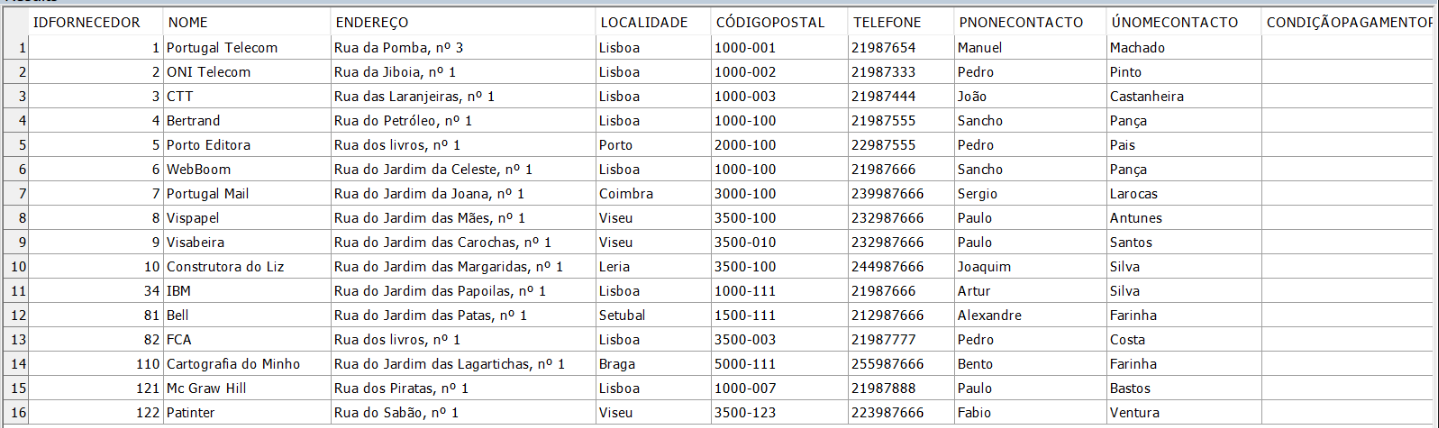 IDFORNECEDOR NOME ENDEREÇO LOCALIDADE CÓDIGOPOSTAL TELEFONE PNONECONTACTO ÚNOMECONTACTO CONDIÇÃOPAGAMENTOF
1 1 Portugal Telecom Rua da Pomba, nº 3 Lisboa 1000-001 21987654 Manuel Machado
2 2 ONI Telecom Rua da Jiboia, nº 1 Lisboa 1000-002 21987333 Pedro Pinto
3 3 CTT Rua das Laranjeiras, nº 1 Lisboa 1000-003 21987444 João Castanheira
4 4 Bertrand Rua do Petróleo, nº 1 Lisboa 1000-100 21987555 Sancho Pança
5 5 Porto Editora Rua dos livros, nº 1 Porto 2000-100 22987555 Pedro Pais
6 6 WebBoom Rua do Jardim da Celeste, nº 1 Lisboa 1000-100 21987666 Sancho Pança
7 7 Portugal Mail Rua do Jardim da Joana, nº 1 Coimbra 3000-100 239987666 Sergio Larocas
8 8 Vispapel Rua do Jardim das Mães, nº 1 Viseu 3500-100 232987666 Paulo Antunes
9 9 Visabeira Rua do Jardim das Carochas, nº 1 Viseu 3500-010 232987666 Paulo Santos
10 10 Construtora do Liz Rua do Jardim das Margaridas, nº 1 Leria 3500-100 244987666 Joaquim Silva
11 34 IBM Rua do Jardim das Papoilas, nº 1 Lisboa 1000-111 21987666 Artur Silva
12 81 Bell Rua do Jardim das Patas, nº 1 Setubal 1500-111 212987666 Alexandre Farinha
13 82 FCA Rua dos livros, nº 1 Lisboa 3500-003 21987777 Pedro Costa
14 110 Cartografia do Minho Rua do Jardim das Lagartichas, nº 1 Braga 5000-111 255987666 Bento Farinha
15 121 Mc Graw Hill Rua dos Piratas, nº 1 Lisboa 1000-007 21987888 Paulo Bastos
16 122 Patinter Rua do Sabão, nº 1 Viseu 3500-123 223987666 Fabio Ventura